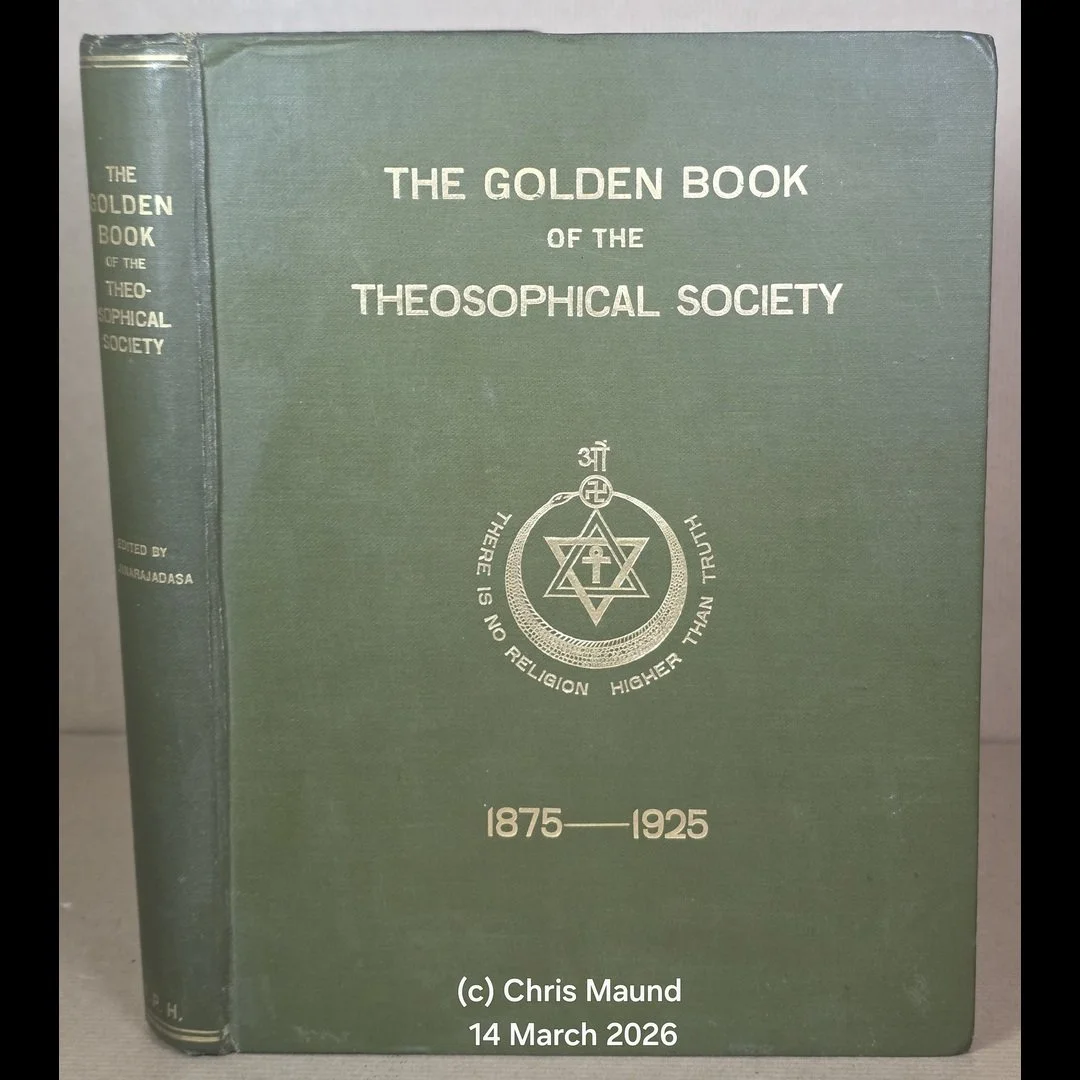 THE
GOLDEN
BOOK
OF THE
THEO-
SOPHICAL
SOCIETY
EDITED BY
P. H.
THE GOLDEN BOOK
OF THE
THEOSOPHICAL SOCIETY
ओं
THERE IS NO RELIGION HIGHER THAN TRUTH
1875—1925
(c) Chris Maund
14 March 2026